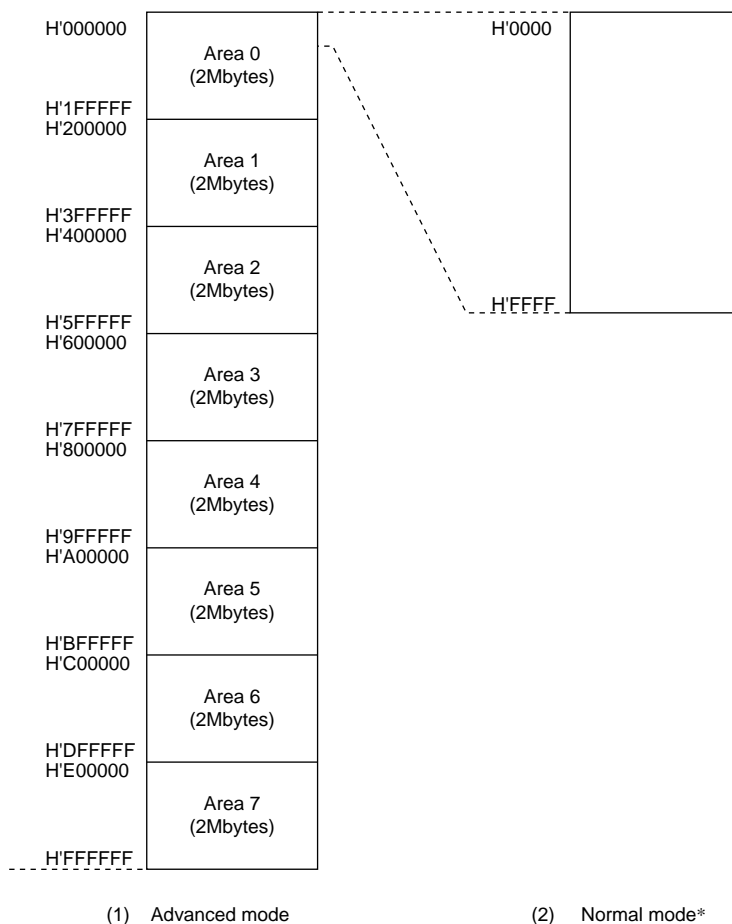 H'000000
Area 0
(2Mbytes)
H'1FFFFF
H'200000
Area 1
(2Mbytes)
H'3FFFFF
H'400000
Area 2
(2Mbytes)
H'5FFFFF
H'600000
Area 3
(2Mbytes)
H'7FFFFF
H'800000
Area 4
(2Mbytes)
H'9FFFFF
H'A00000
Area 5
(2Mbytes)
H'BFFFFF
H'C00000
Area 6
(2Mbytes)
H'DFFFFF
H'E00000
Area 7
(2Mbytes)
H'FFFFFF
(1) Advanced mode
H'0000
H'FFFF
(2) Normal mode*